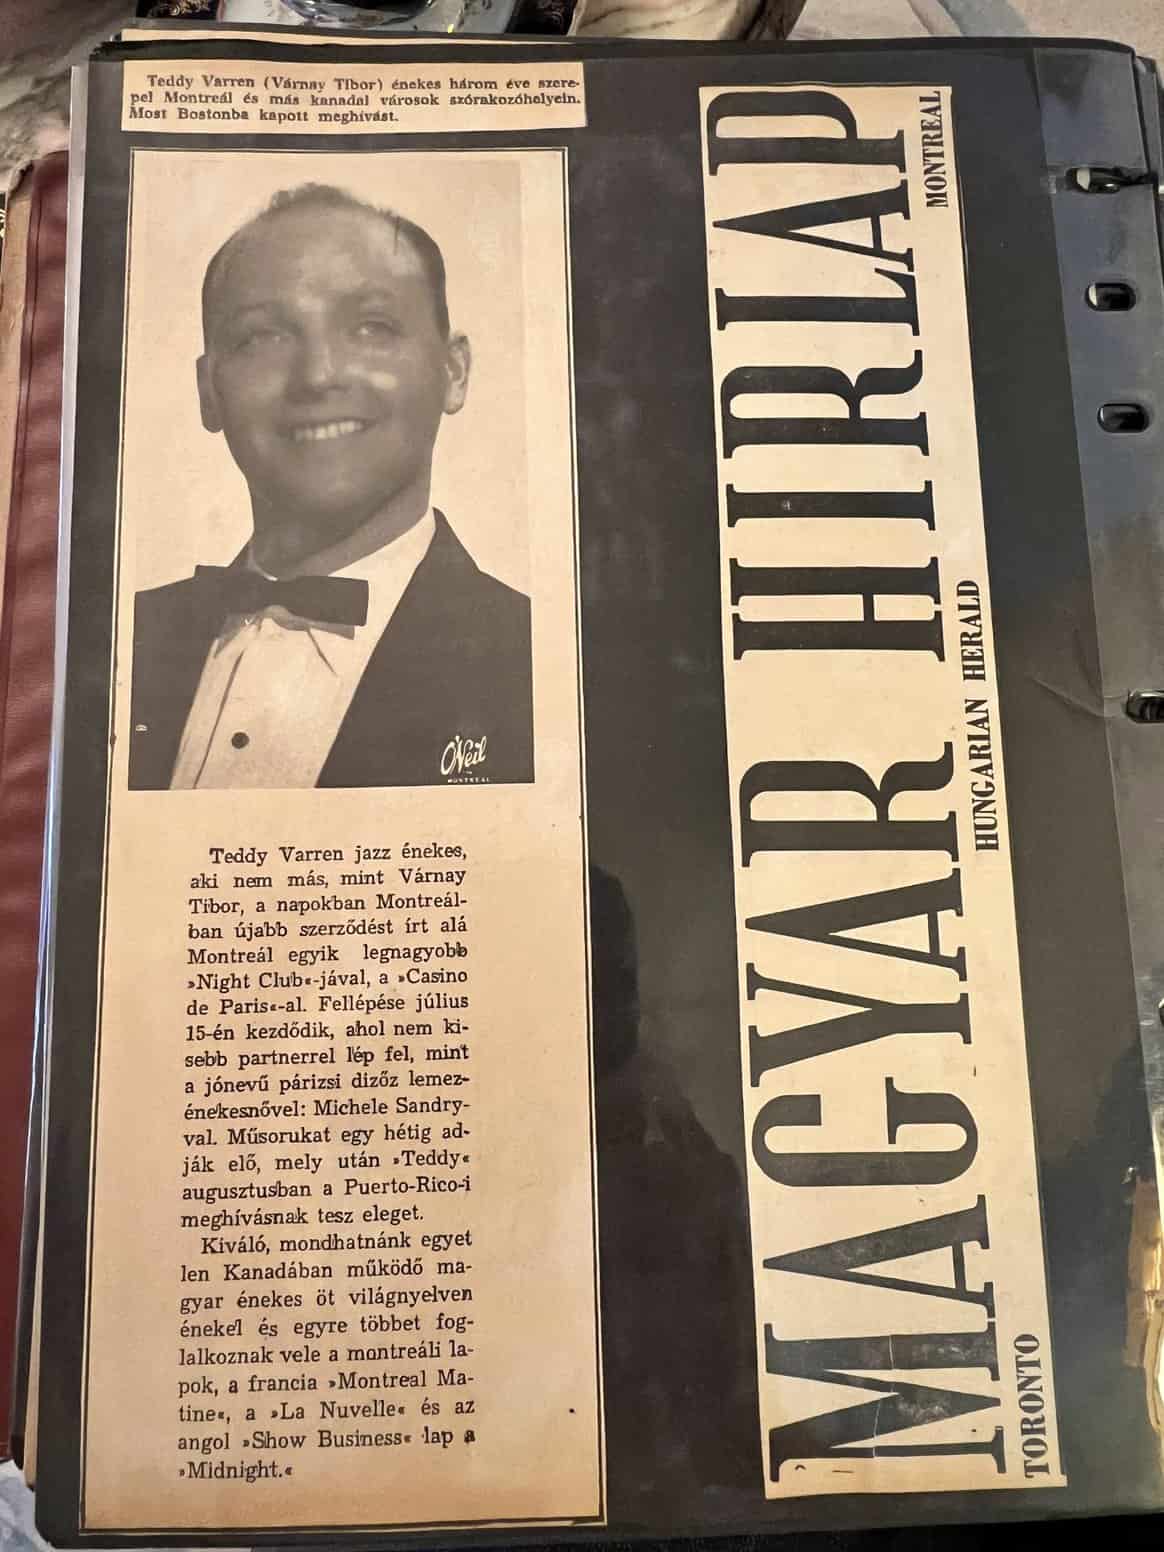 Teddy Varren (Várnay Tibor) énekes három éve szere-
pel Montreál és más kanadai városok szórakozóhelyein.
Most Bostonba kapott meghívást.
O'Neil
MONTREAL
Teddy Varren jazz énekes,
aki nem más, mint Várnay
Tibor, a napokban Montreál-
ban újabb szerződést írt alá
Montreál egyik legnagyobb
»Night Club«-jával, a »Casino
de Paris«-al. Fellépése július
15-én kezdődik, ahol nem ki-
sebb partnerrel lép fel, mint
a jónevű párizsi dizőz lemez-
énekesnővel: Michele Sandry-
val. Műsorukat egy hétig ad-
ják elő, mely után »Teddy«
augusztusban a Puerto-Rico-i
meghívásnak tesz eleget.
Kiváló, mondhatnánk egyet
len Kanadában működő ma-
gyar énekes öt világnyelven
énekel és egyre többet fog-
lalkoznak vele a montreáli la-
pok, a francia »Montreal Ma-
tine«, a »La Nuvelle« és az
angol »Show Business« lap a
»Midnight.«
MAGYAR HIRLAP
TORONTO HUNGARIAN HERALD MONTREAL